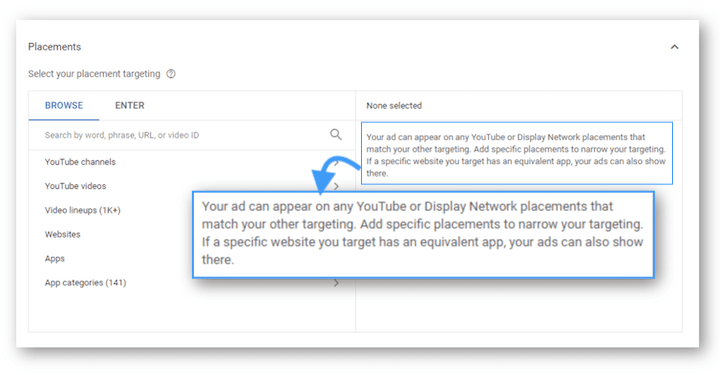 Placements
Select your placement targeting
BROWSE ENTER
None selected
Search by word, phrase, URL, or video ID
Your ad can appear on any YouTube or Display Network placements that
match your other targeting. Add specific placements to narrow your targeting.
If a specific website you target has an equivalent app, your ads can also show
there.
YouTube channels
YouTube videos
Video lineups (1K+)
Websites
Apps
App categories (141)
Your ad can appear on any YouTube or Display Network placements that
match your other targeting. Add specific placements to narrow your targeting.
If a specific website you target has an equivalent app, your ads can also show
there.